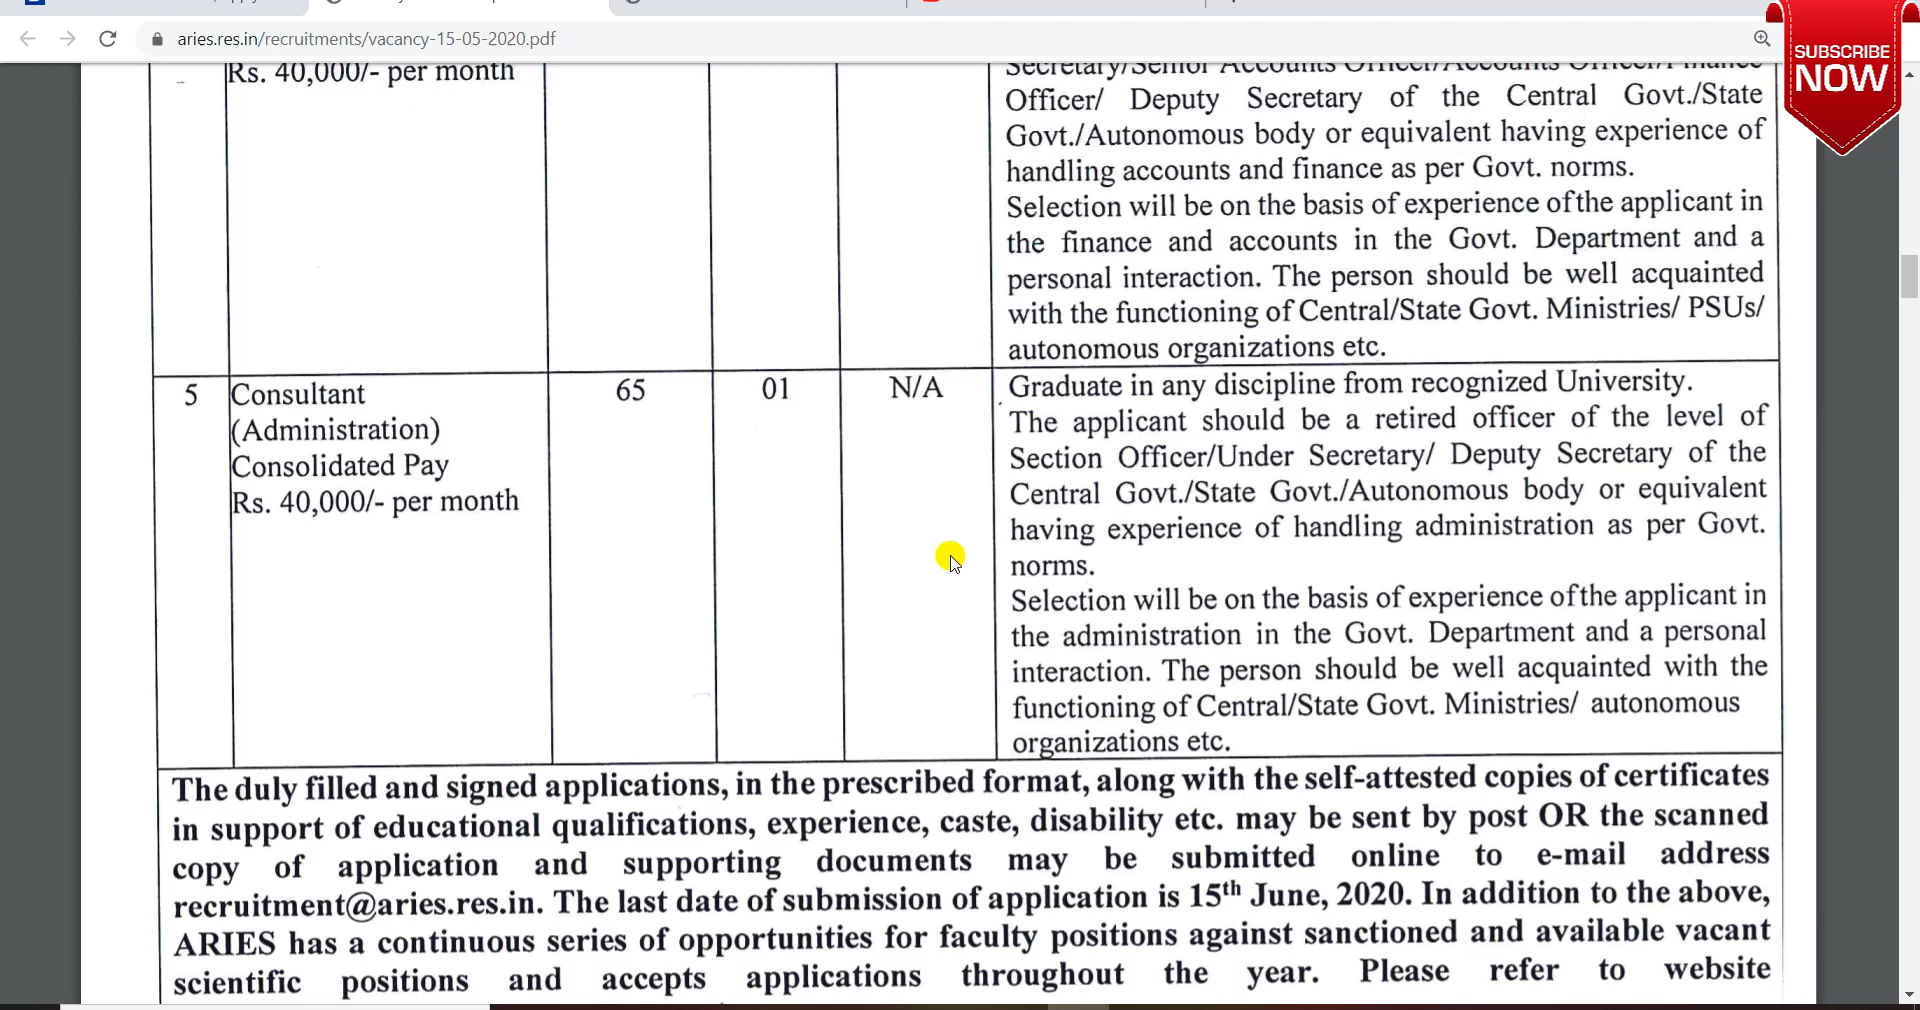 aries.res.in/recruitments/vacancy-15-05-2020.pdf
SUBSCRIBE
NOW
Rs. 40,000/- per month
Secretary/Senior Accounts Officer/Accounts Officer/Finance
Officer/ Deputy Secretary of the Central Govt./State
Govt./Autonomous body or equivalent having experience of
handling accounts and finance as per Govt. norms.
Selection will be on the basis of experience of the applicant in
the finance and accounts in the Govt. Department and a
personal interaction. The person should be well acquainted
with the functioning of Central/State Govt. Ministries/ PSUs/
autonomous organizations etc.
5
Consultant
(Administration)
Consolidated Pay
Rs. 40,000/- per month
65
01
N/A
Graduate in any discipline from recognized University.
The applicant should be a retired officer of the level of
Section Officer/Under Secretary/ Deputy Secretary of the
Central Govt./State Govt./Autonomous body or equivalent
having experience of handling administration as per Govt.
norms.
Selection will be on the basis of experience of the applicant in
the administration in the Govt. Department and a personal
interaction. The person should be well acquainted with the
functioning of Central/State Govt. Ministries/ autonomous
organizations etc.
The duly filled and signed applications, in the prescribed format, along with the self-attested copies of certificates
in support of educational qualifications, experience, caste, disability etc. may be sent by post OR the scanned
copy of application and supporting documents may be submitted online to e-mail address
recruitment@aries.res.in. The last date of submission of application is 15th June, 2020. In addition to the above,
ARIES has a continuous series of opportunities for faculty positions against sanctioned and available vacant
scientific positions and accepts applications throughout the year. Please refer to website